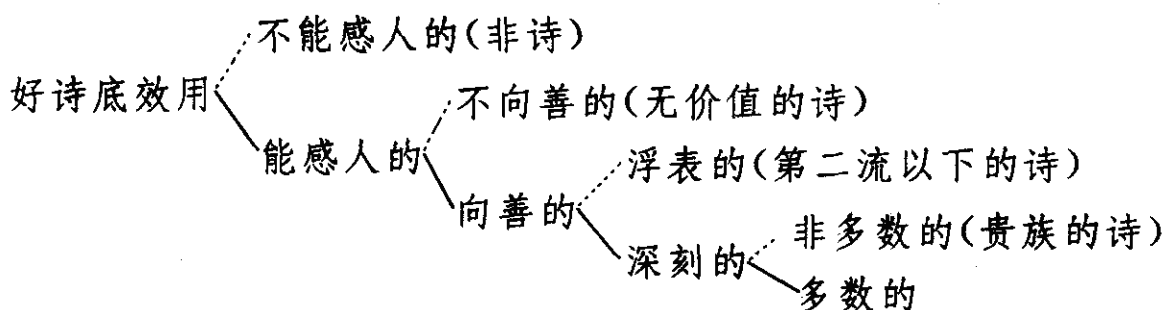 不能感人的(非诗)
好诗底效用
不向善的(无价值的诗)
能感人的
浮表的(第二流以下的诗)
向善的
非多数的(贵族的诗)
深刻的
多数的